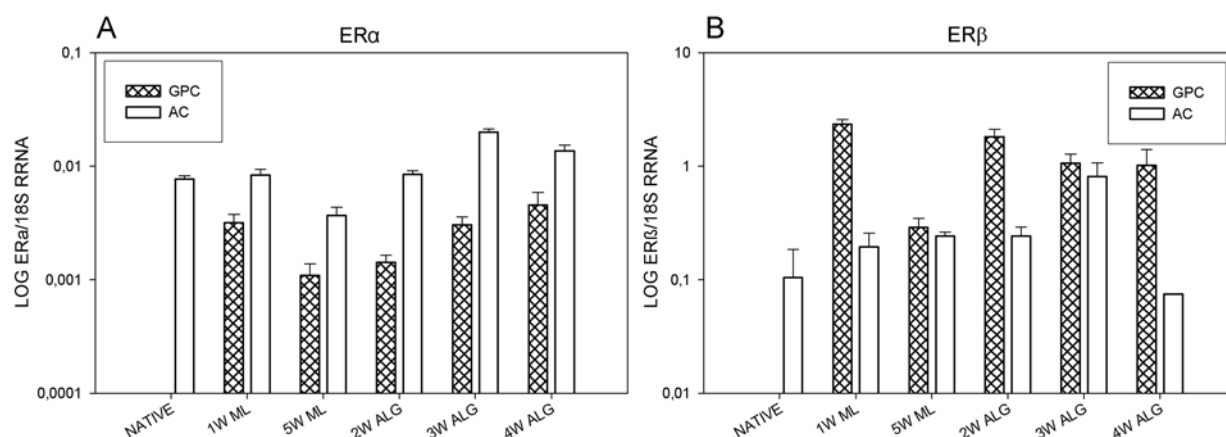 A
ERα
0,1
0,01
0,001
0,0001
LOG ERa/18S RRNA
GPC
AC
NATIVE
1W ML
5W ML
2W ALG
3W ALG
4W ALG
B
ERβ
10
1
0,1
0,01
LOG ERß/18S RRNA
GPC
AC
NATIVE
1W ML
5W ML
2W ALG
3W ALG
4W ALG